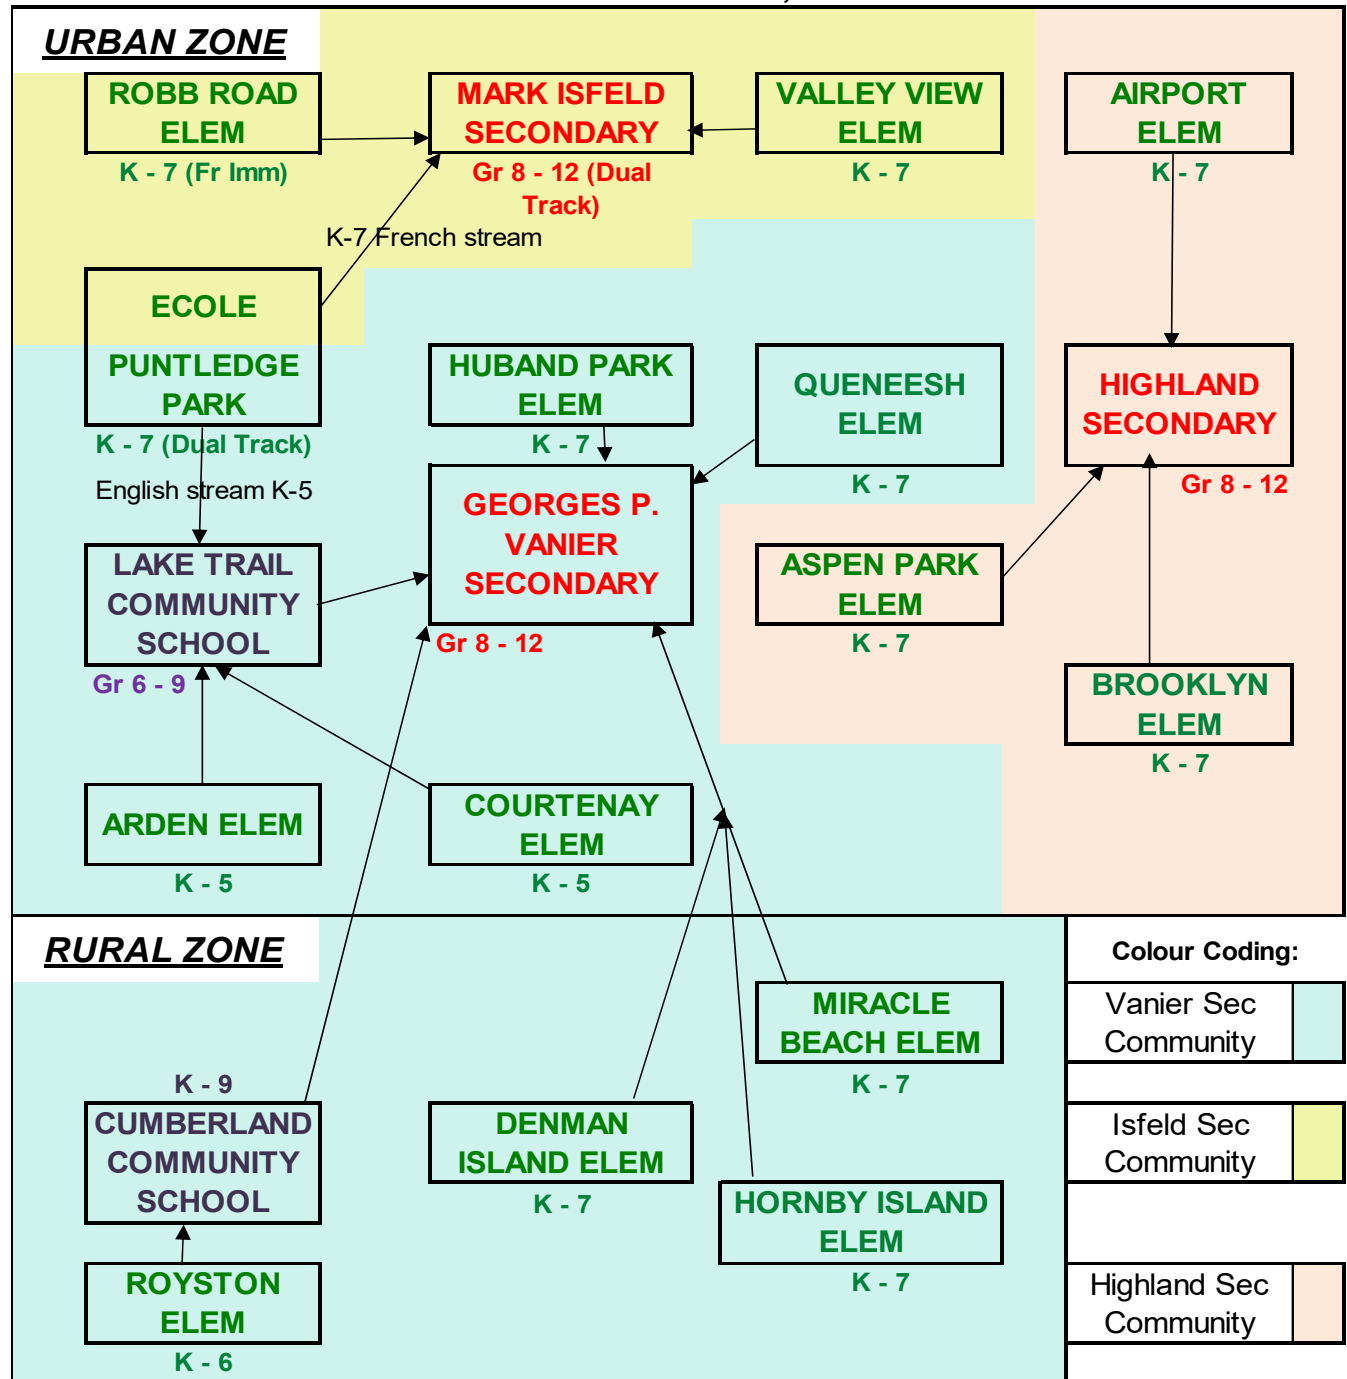 URBAN ZONE
ROBB ROAD
ELEM
K - 7 (Fr Imm)
MARK ISFELD
SECONDARY
Gr 8 - 12 (Dual
Track)
VALLEY VIEW
ELEM
K - 7
AIRPORT
ELEM
K - 7
K-7 French stream
ECOLE
PUNTLEDGE
PARK
K - 7 (Dual Track)
English stream K-5
HUBAND PARK
ELEM
K - 7
QUENEESH
ELEM
K - 7
HIGHLAND
SECONDARY
Gr 8 - 12
GEORGES P.
VANIER
SECONDARY
Gr 8 - 12
LAKE TRAIL
COMMUNITY
SCHOOL
Gr 6 - 9
ASPEN PARK
ELEM
K - 7
BROOKLYN
ELEM
K - 7
ARDEN ELEM
K - 5
COURTENAY
ELEM
K - 5
RURAL ZONE
MIRACLE
BEACH ELEM
K - 7
K - 9
CUMBERLAND
COMMUNITY
SCHOOL
DENMAN
ISLAND ELEM
K - 7
HORNBY ISLAND
ELEM
K - 7
ROYSTON
ELEM
K - 6
Colour Coding:
Vanier Sec
Community
Isfeld Sec
Community
Highland Sec
Community